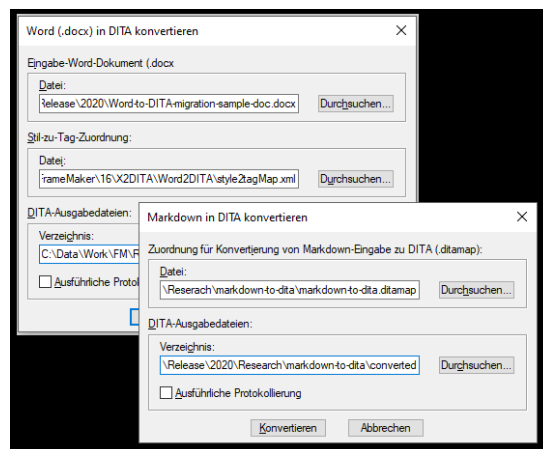 Word (.docx) in DITA konvertieren
Eingabe-Word-Dokument (.docx
Datei:
Release\2020\Word-to-DITA-migration-sample-doc.docx
Durchsuchen...
Stil-zu-Tag-Zuordnung:
Datei:
FrameMaker\16\X2DITA\Word2DITA\style2tagMap.xml
Durchsuchen...
DITA-Ausgabedateien:
Verzeichnis:
C:\Data\Work\FM\R
Ausführliche Protol
Markdown in DITA konvertieren
Zuordnung für Konvertierung von Markdown-Eingabe zu DITA (.ditamap):
Datei:
\Reserach\markdown-to-dita\markdown-to-dita.ditamap
Durchsuchen...
DITA-Ausgabedateien:
Verzeichnis:
\Release\2020\Research\markdown-to-dita\converted
Durchsuchen...
Ausführliche Protokollierung
Konvertieren
Abbrechen